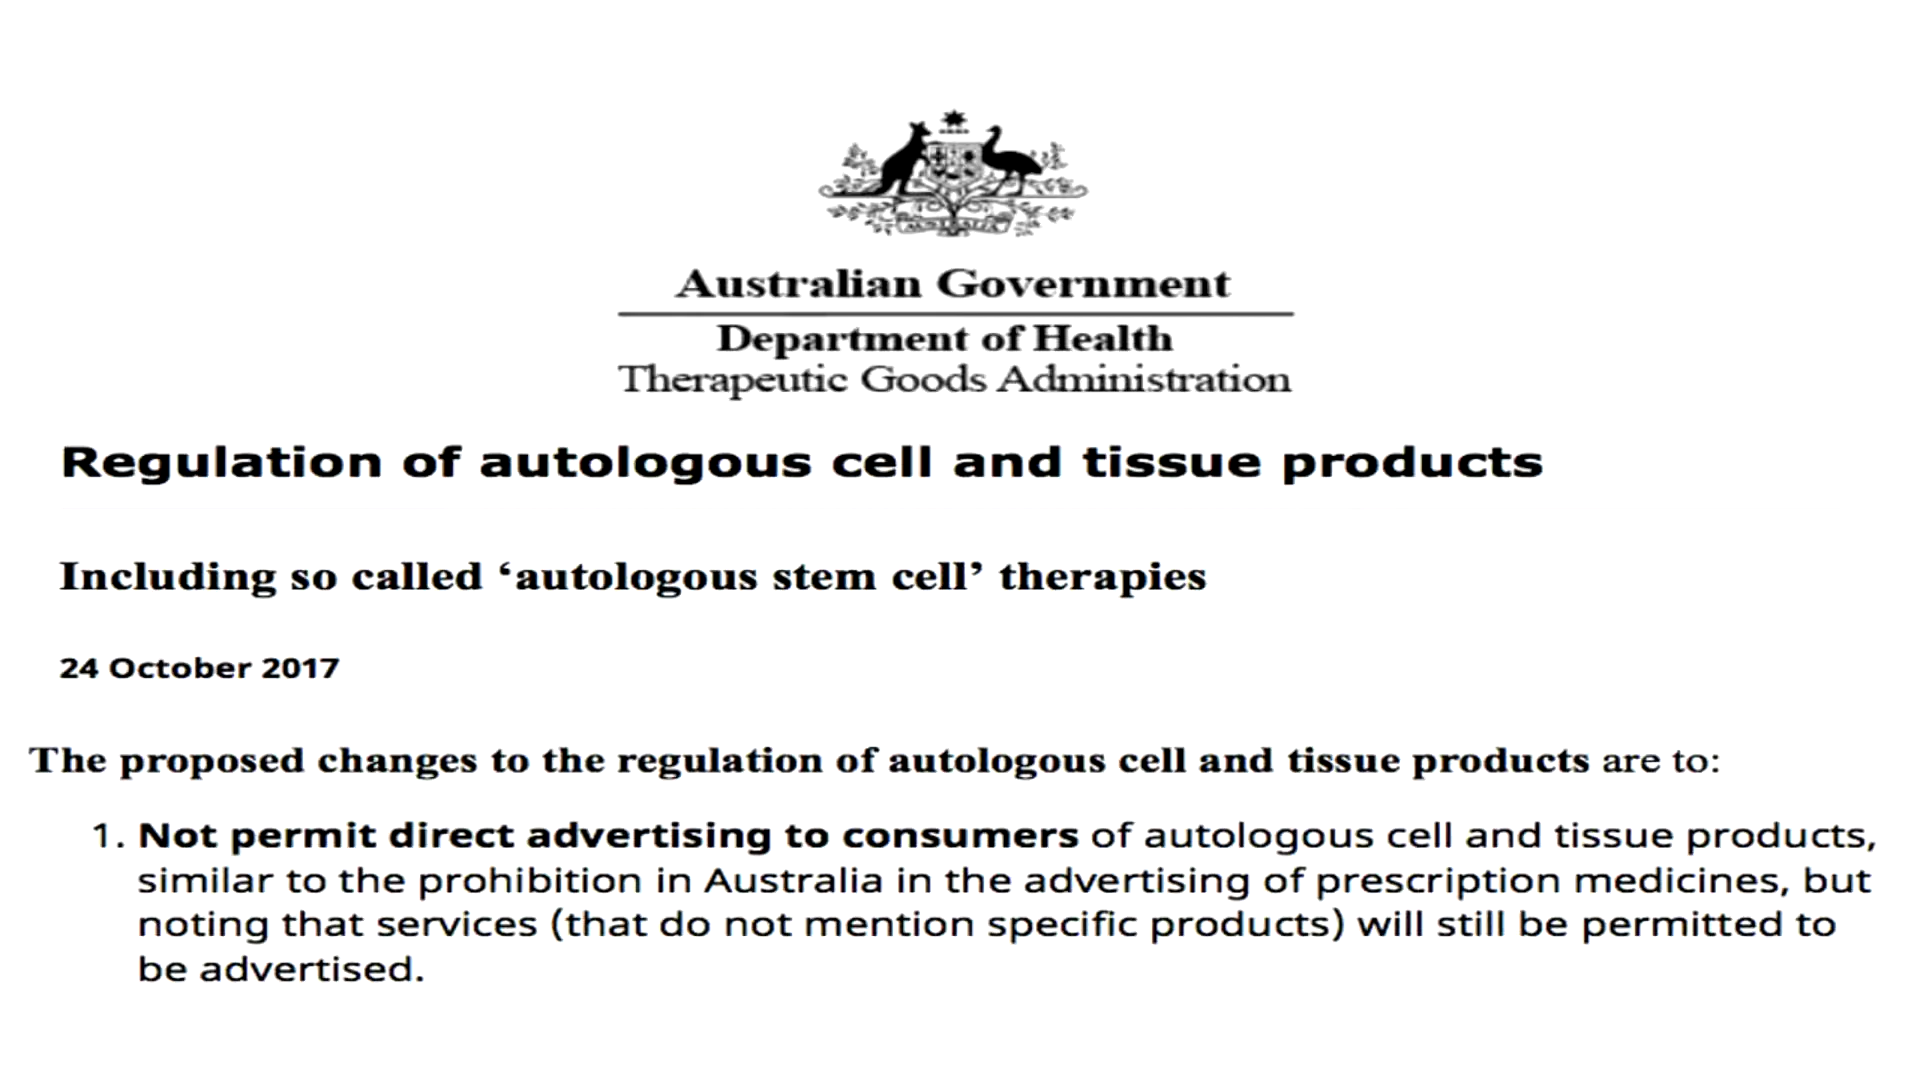 AUSTRALIA
Australian Government
Department of Health
Therapeutic Goods Administration
Regulation of autologous cell and tissue products
Including so called ‘autologous stem cell’ therapies
24 October 2017
The proposed changes to the regulation of autologous cell and tissue products are to:
1. Not permit direct advertising to consumers of autologous cell and tissue products,
similar to the prohibition in Australia in the advertising of prescription medicines, but
noting that services (that do not mention specific products) will still be permitted to
be advertised.